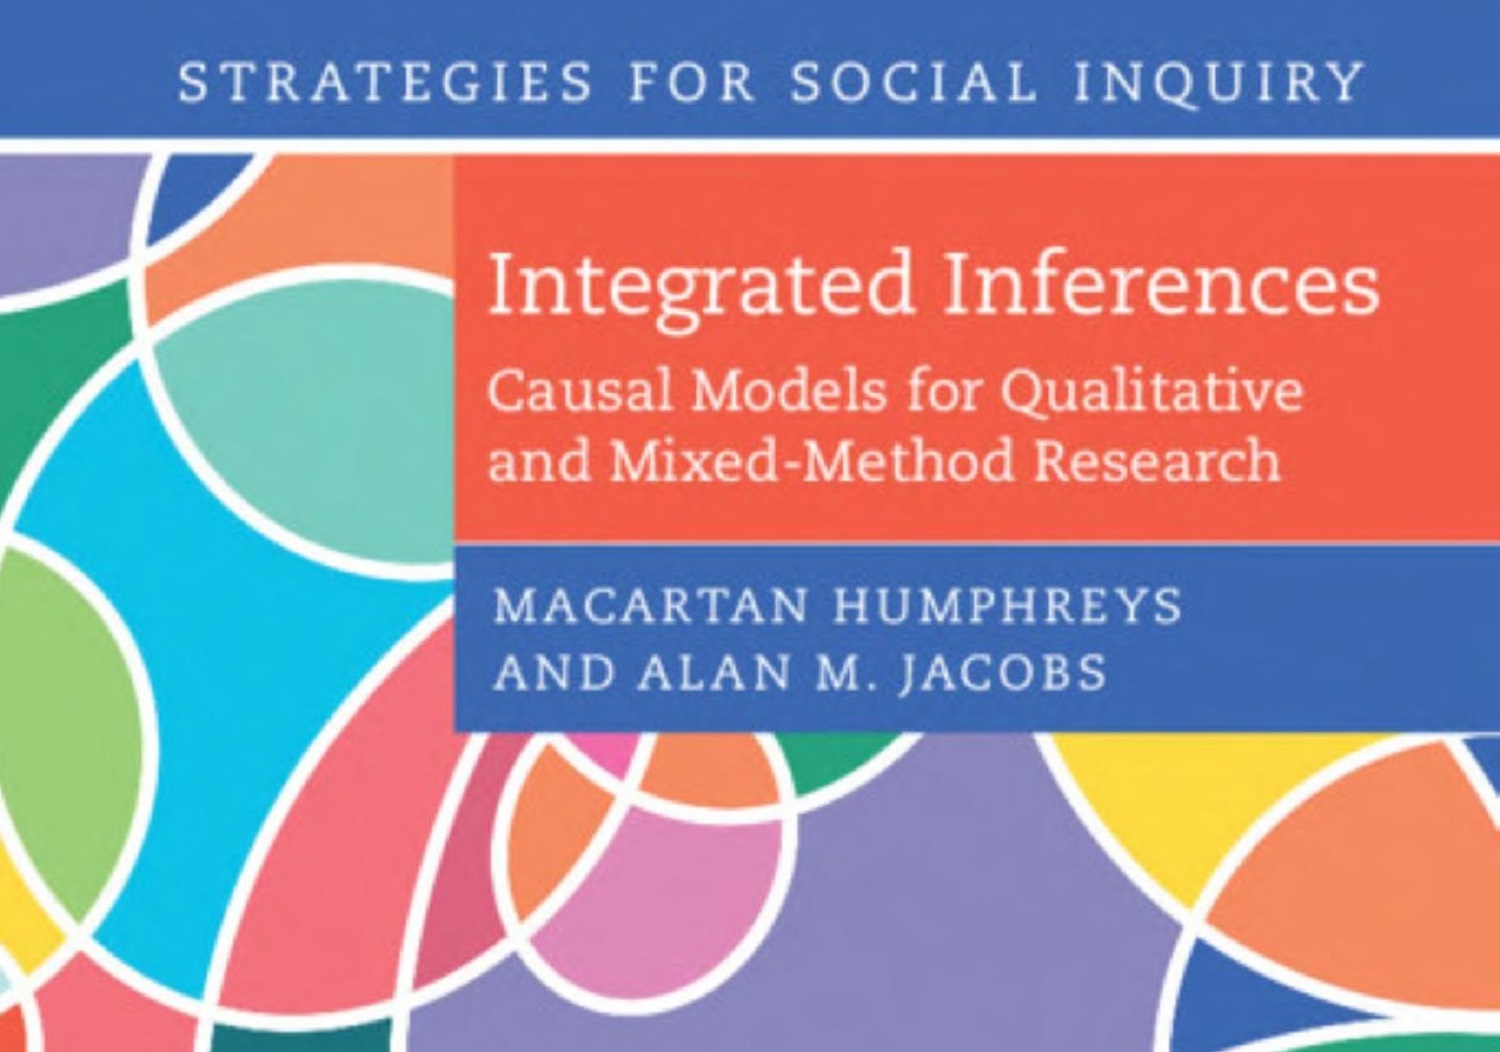 STRATEGIES FOR SOCIAL INQUIRY
Integrated Inferences
Causal Models for Qualitative
and Mixed-Method Research
MACARTAN HUMPHREYS
AND ALAN M. JACOBS